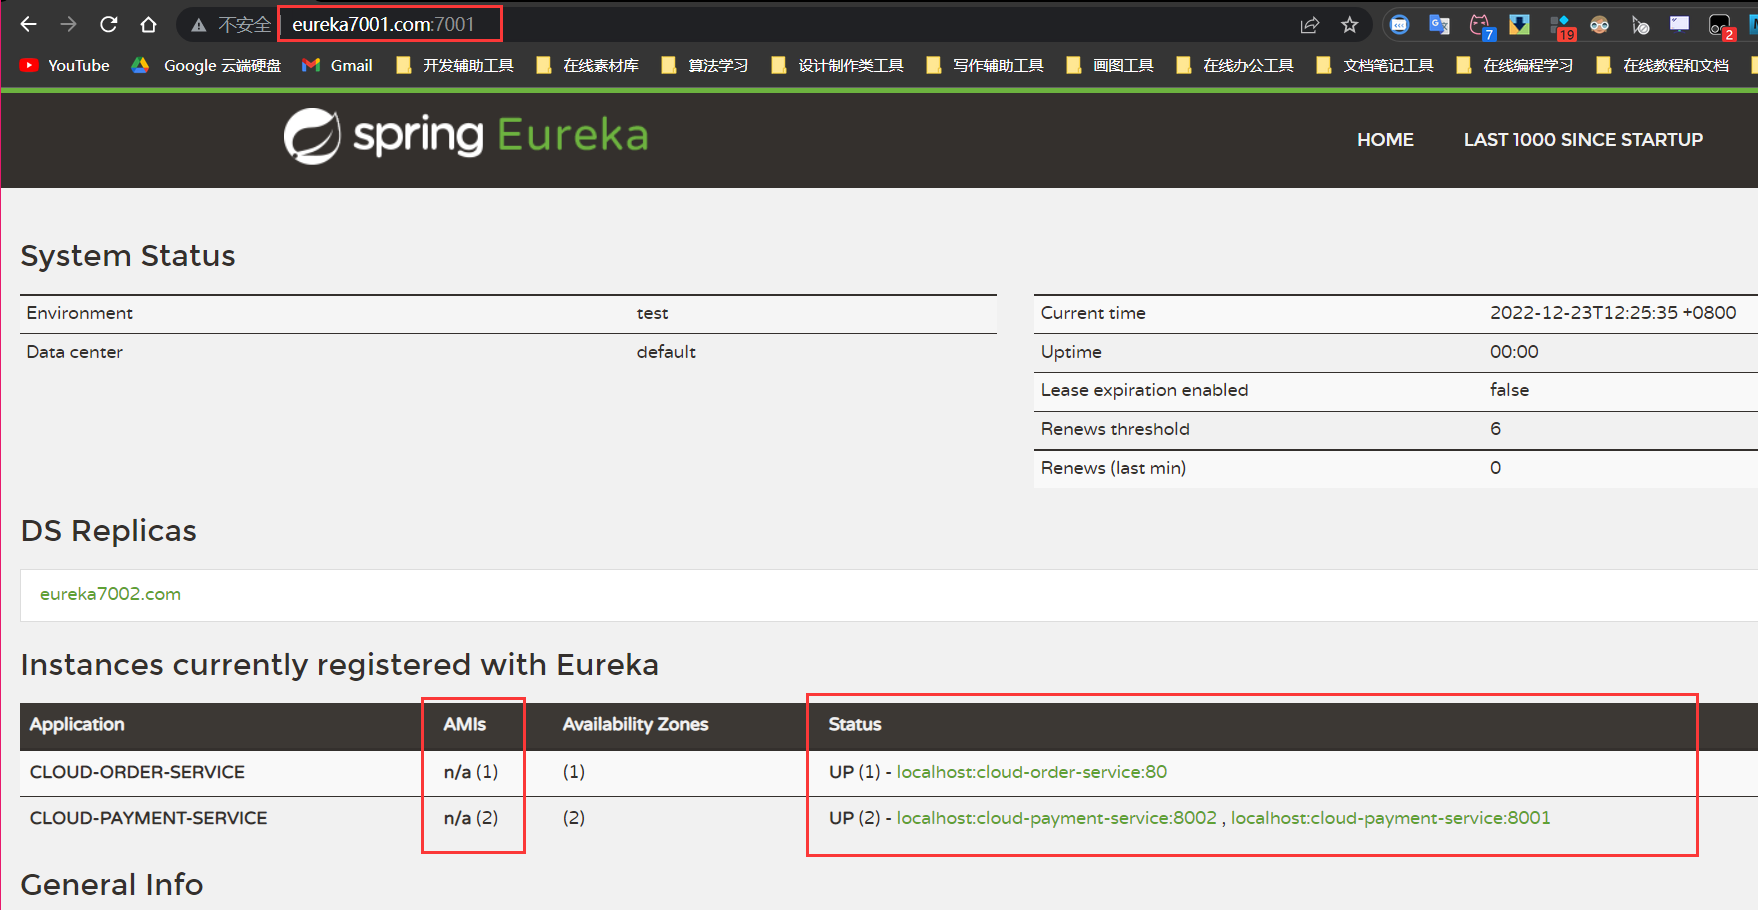 不安全 eureka7001.com:7001
7 19 2
YouTube Google 云端硬盘 Gmail 开发辅助工具 在线素材库 算法学习 设计制作类工具 写作辅助工具 画图工具 在线办公工具 文档笔记工具 在线编程学习 在线教程和文档
spring Eureka HOME LAST 1000 SINCE STARTUP
System Status
Environment test
Data center default
Current time 2022-12-23T12:25:35 +0800
Uptime 00:00
Lease expiration enabled false
Renews threshold 6
Renews (last min) 0
DS Replicas
eureka7002.com
Instances currently registered with Eureka
Application AMIs Availability Zones Status
CLOUD-ORDER-SERVICE n/a (1) (1) UP (1) - localhost:cloud-order-service:80
CLOUD-PAYMENT-SERVICE n/a (2) (2) UP (2) - localhost:cloud-payment-service:8002 , localhost:cloud-payment-service:8001
General Info